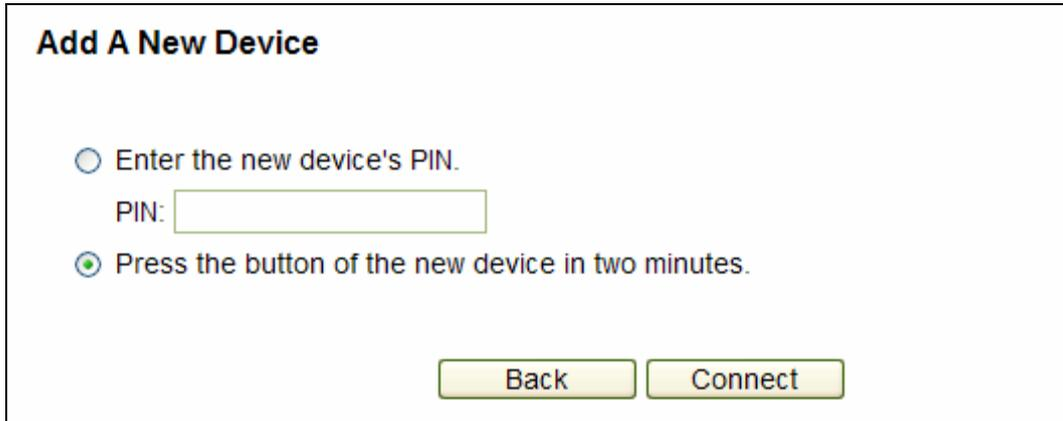 Add A New Device
Enter the new device's PIN.
PIN:
Press the button of the new device in two minutes.
Back Connect